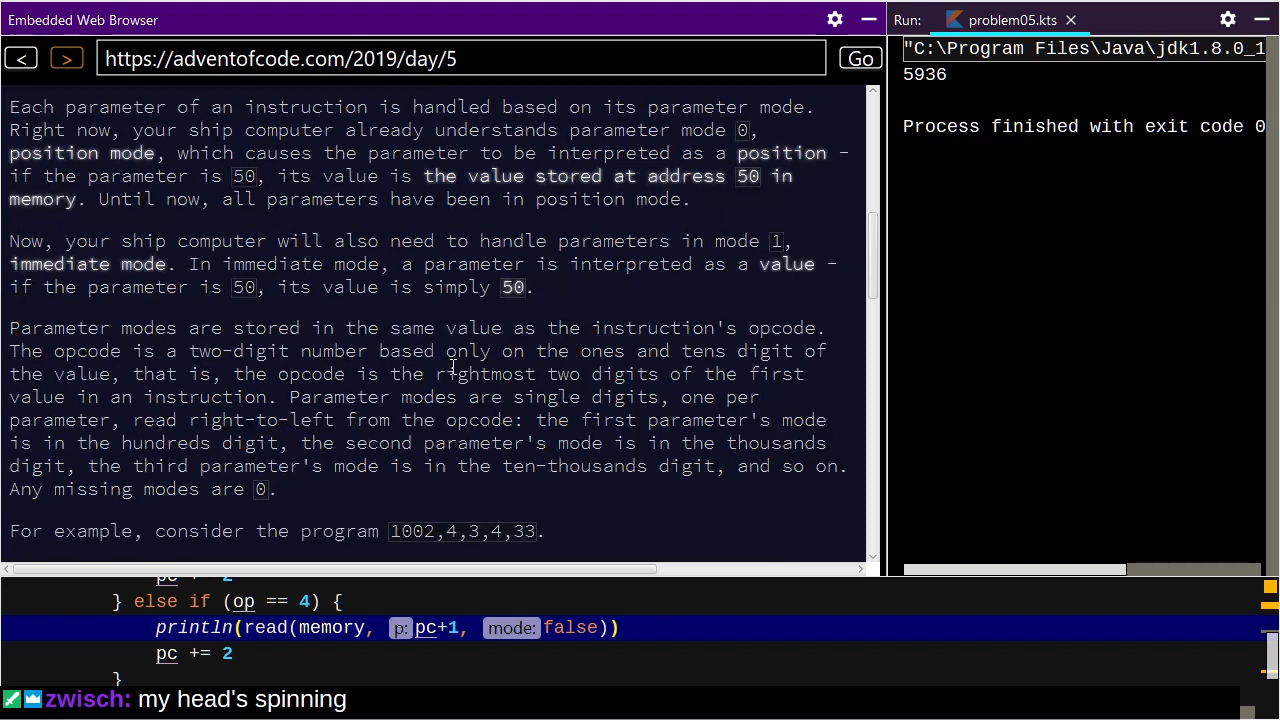 Embedded Web Browser
< > https://adventofcode.com/2019/day/5 Go
Each parameter of an instruction is handled based on its parameter mode.
Right now, your ship computer already understands parameter mode 0,
position mode, which causes the parameter to be interpreted as a position -
if the parameter is 50, its value is the value stored at address 50 in
memory. Until now, all parameters have been in position mode.
Now, your ship computer will also need to handle parameters in mode 1,
immediate mode. In immediate mode, a parameter is interpreted as a value -
if the parameter is 50, its value is simply 50.
Parameter modes are stored in the same value as the instruction's opcode.
The opcode is a two-digit number based only on the ones and tens digit of
the value, that is, the opcode is the rightmost two digits of the first
value in an instruction. Parameter modes are single digits, one per
parameter, read right-to-left from the opcode: the first parameter's mode
is in the hundreds digit, the second parameter's mode is in the thousands
digit, the third parameter's mode is in the ten-thousands digit, and so on.
Any missing modes are 0.
For example, consider the program 1002,4,3,4,33.
Run: problem05.kts
"C:\Program Files\Java\jdk1.8.0_1
5936
Process finished with exit code 0
pc += 2
} else if (op == 4) {
println(read(memory, p: pc+1, mode: false))
pc += 2
}
zwisch: my head's spinning